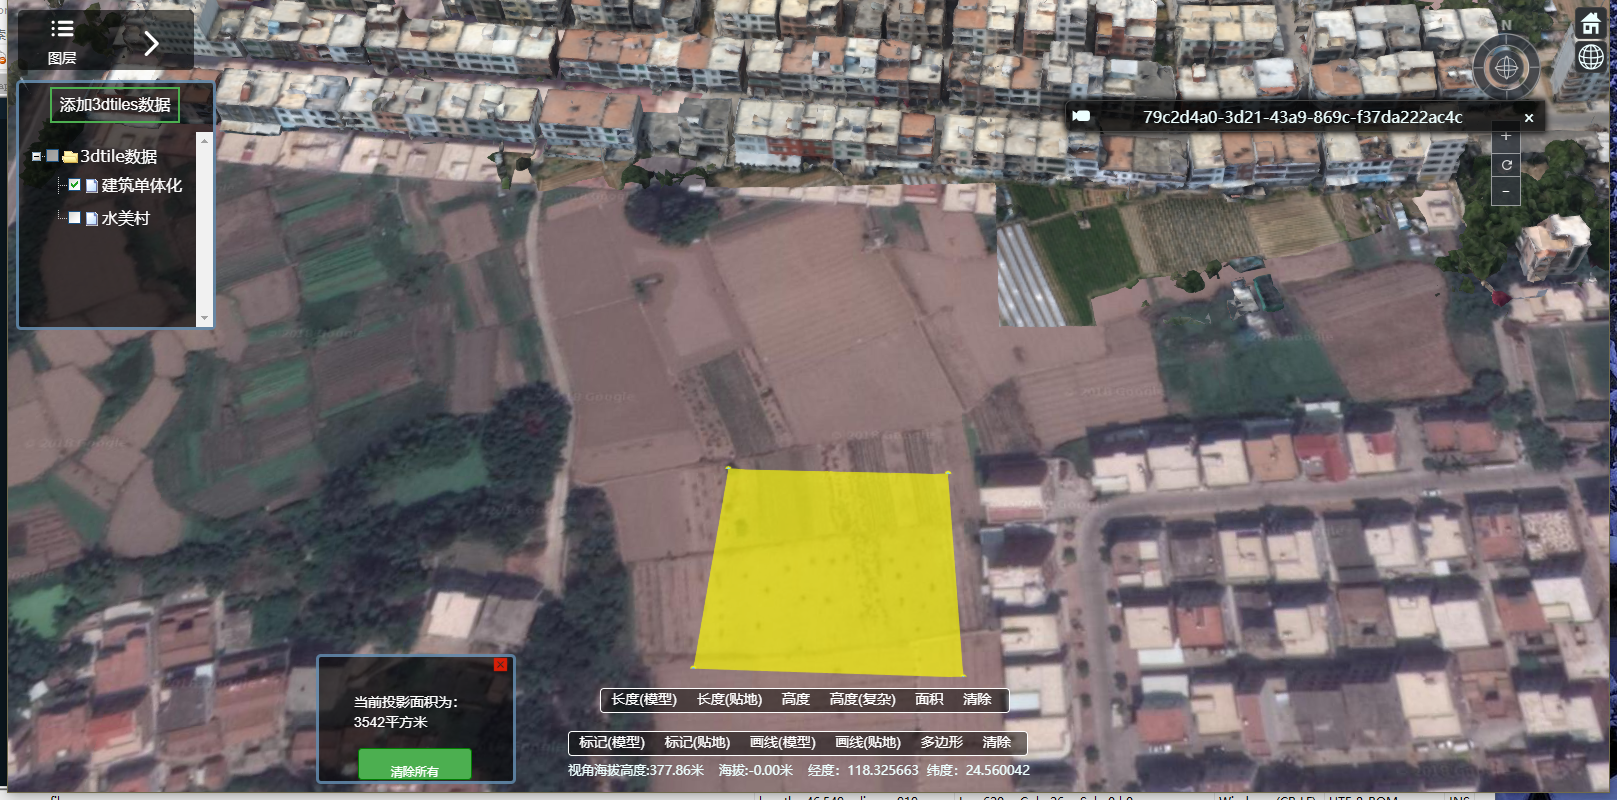 图层
添加3dtiles数据
3dtile数据
建筑单体化
水美村
N
79c2d4a0-3d21-43a9-869c-f37da222ac4c
当前投影面积为:
3542平方米
清除所有
长度(模型) 长度(贴地) 高度 高度(复杂) 面积 清除
标记(模型) 标记(贴地) 画线(模型) 画线(贴地) 多边形 清除
视角海拔高度:377.86米 海拔:-0.00米 经度: 118.325663 纬度: 24.560042